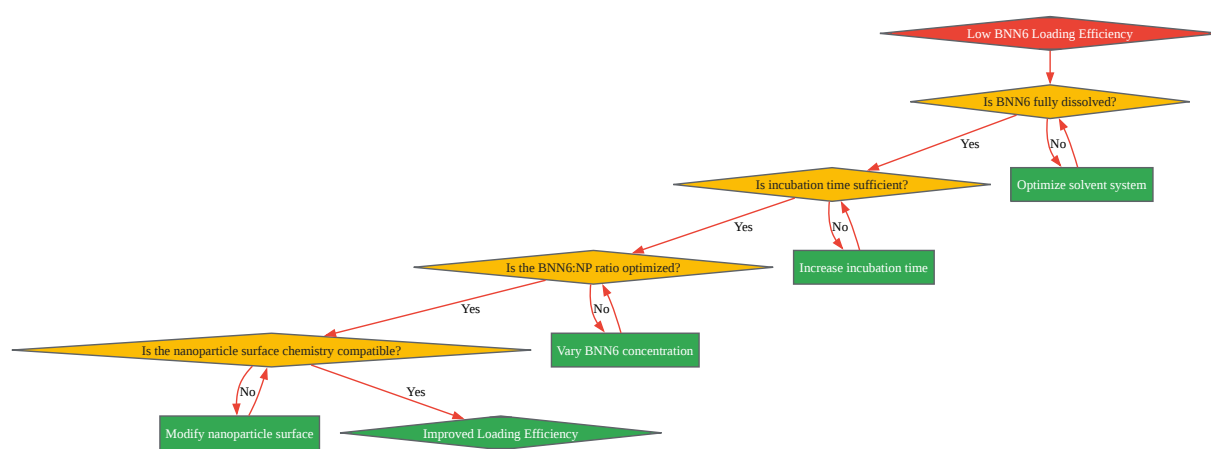 Low BNN6 Loading Efficiency
Is BNN6 fully dissolved?
Yes
No
Optimize solvent system
Is incubation time sufficient?
Yes
No
Increase incubation time
Is the BNN6:NP ratio optimized?
Yes
No
Vary BNN6 concentration
Is the nanoparticle surface chemistry compatible?
No
Yes
Modify nanoparticle surface
Improved Loading Efficiency